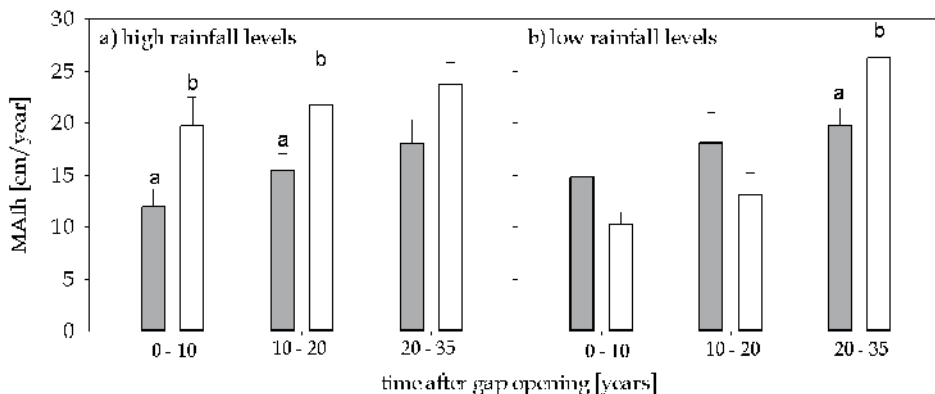 a) high rainfall levels
b) low rainfall levels
MAIh [cm/year]
30
25
20
15
10
5
0
a b
a b
a b
0 - 10 10 - 20 20 - 35
0 - 10 10 - 20 20 - 35
time after gap opening [years]